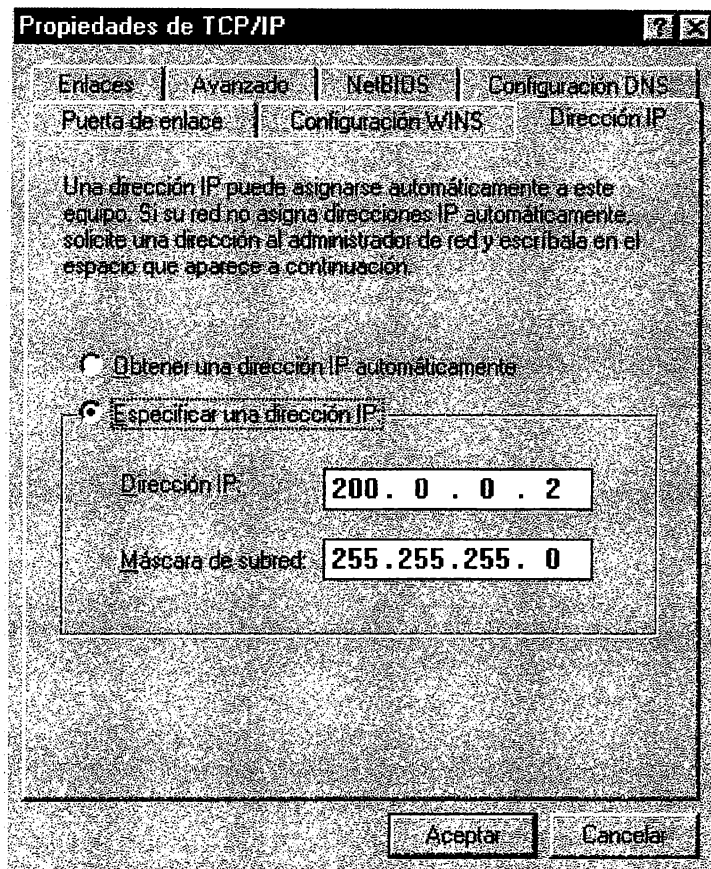 Propiedades de TCP/IP
Enlaces Avanzado NetBIOS Configuración DNS
Puerta de enlace Configuración WINS Dirección IP
Una dirección IP puede asignarse automáticamente a este
equipo. Si su red no asigna direcciones IP automáticamente,
solicite una dirección al administrador de red y escríbala en el
espacio que aparece a continuación.
Obtener una dirección IP automáticamente
Especificar una dirección IP:
Dirección IP: 200. 0 . 0 . 2
Máscara de subred: 255.255.255. 0
Aceptar Cancelar